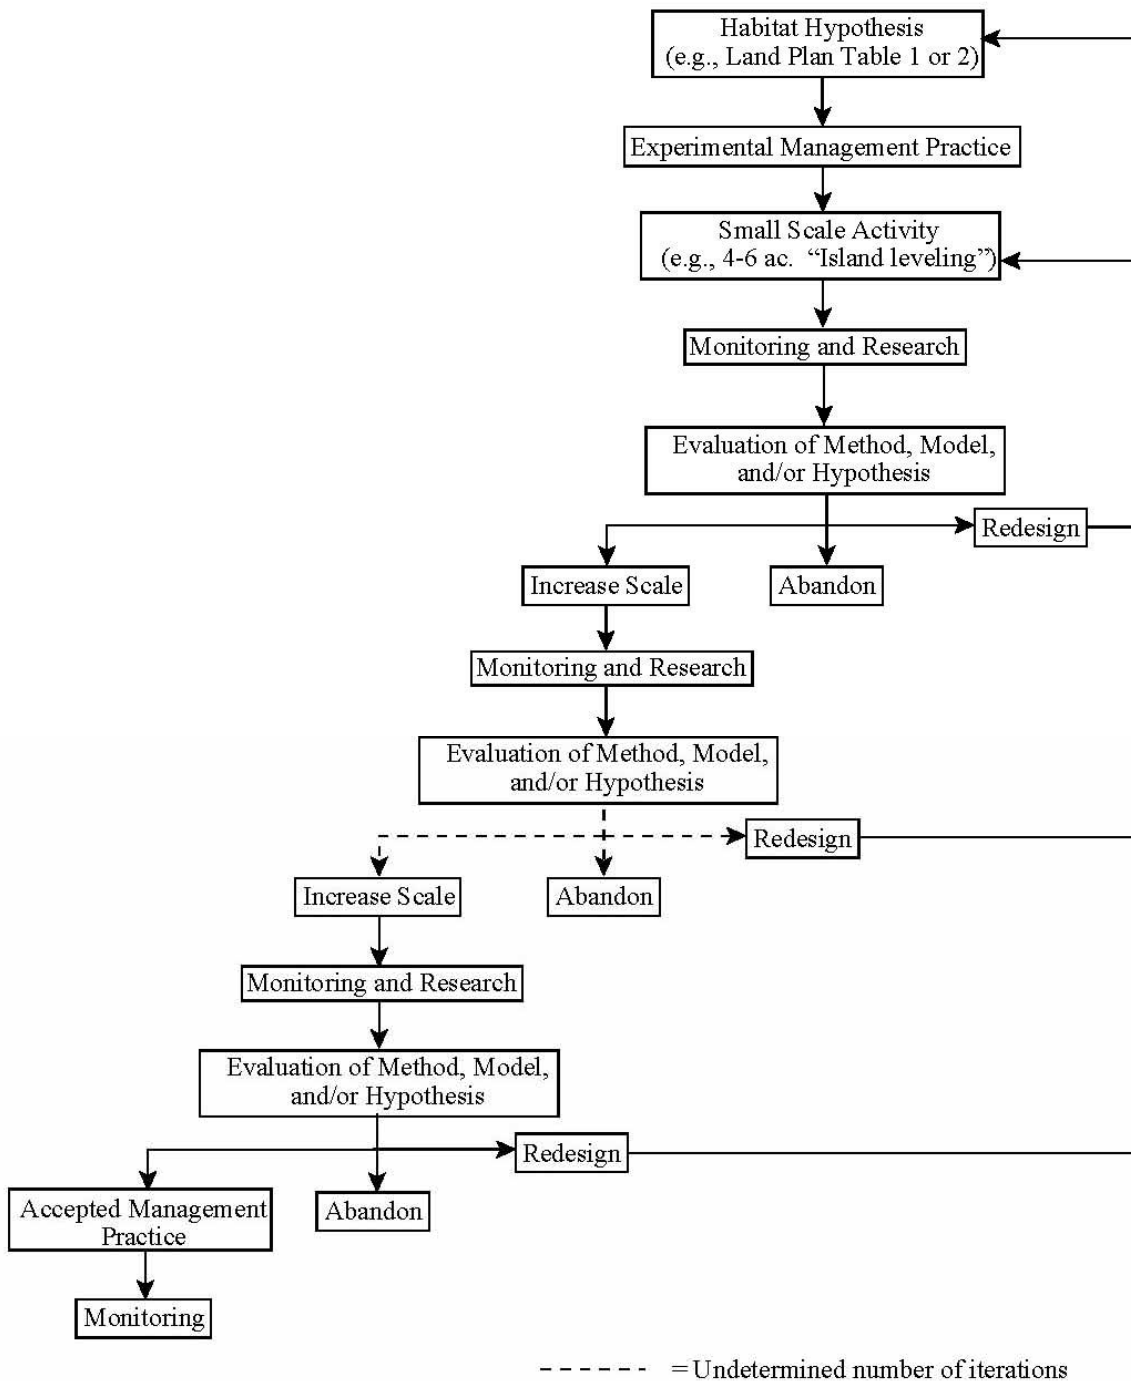 Habitat Hypothesis
(e.g., Land Plan Table 1 or 2)
Experimental Management Practice
Small Scale Activity
(e.g., 4-6 ac. “Island leveling”)
Monitoring and Research
Evaluation of Method, Model,
and/or Hypothesis
Redesign
Increase Scale
Abandon
Monitoring and Research
Evaluation of Method, Model,
and/or Hypothesis
Redesign
Increase Scale
Abandon
Monitoring and Research
Evaluation of Method, Model,
and/or Hypothesis
Redesign
Accepted Management
Practice
Abandon
Monitoring
= Undetermined number of iterations